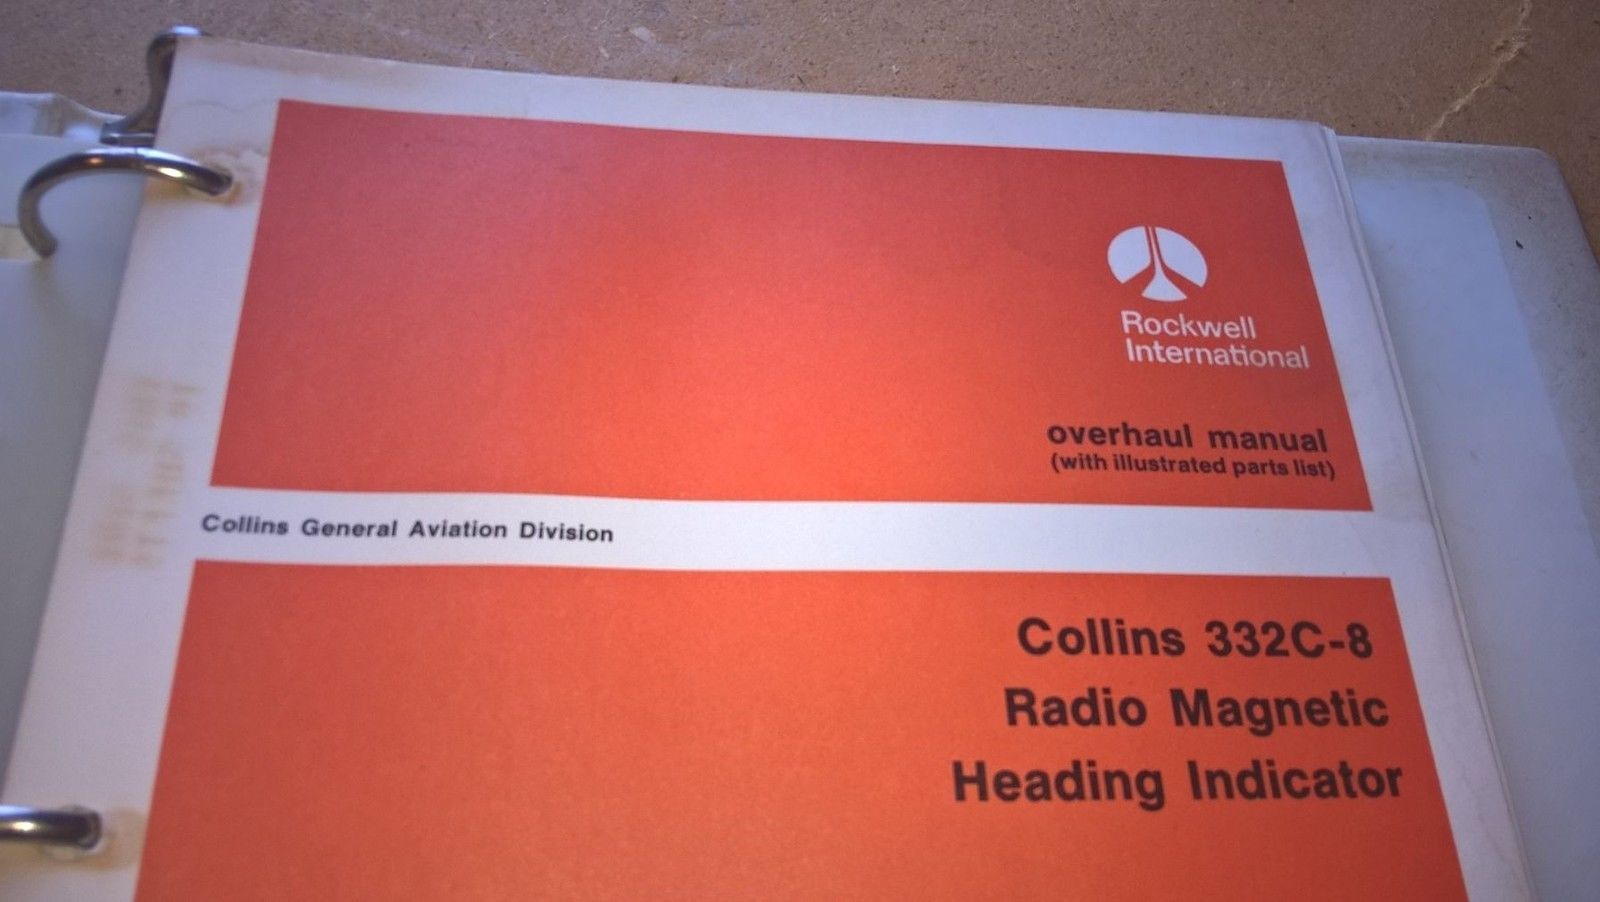 Rockwell
International
overhaul manual
(with illustrated parts list)
Collins General Aviation Division
Collins 332C-8
Radio Magnetic
Heading Indicator